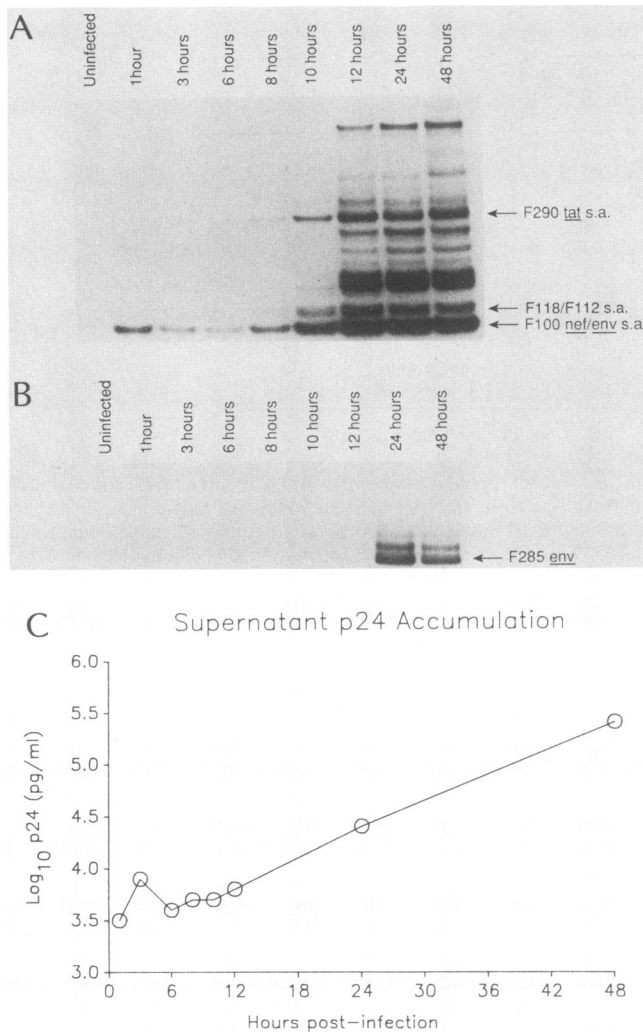 A
Uninfected
1hour
3 hours
6 hours
8 hours
10 hours
12 hours
24 hours
48 hours
← F290 tat s.a.
← F118/F112 s.a.
← F100 nef/env s.a.
B
Uninfected
1hour
3 hours
6 hours
8 hours
10 hours
12 hours
24 hours
48 hours
← F285 env
C
Supernatant p24 Accumulation
Log10 p24 (pg/ml)
6.0
5.5
5.0
4.5
4.0
3.5
3.0
0 6 12 18 24 30 36 42 48
Hours post-infection